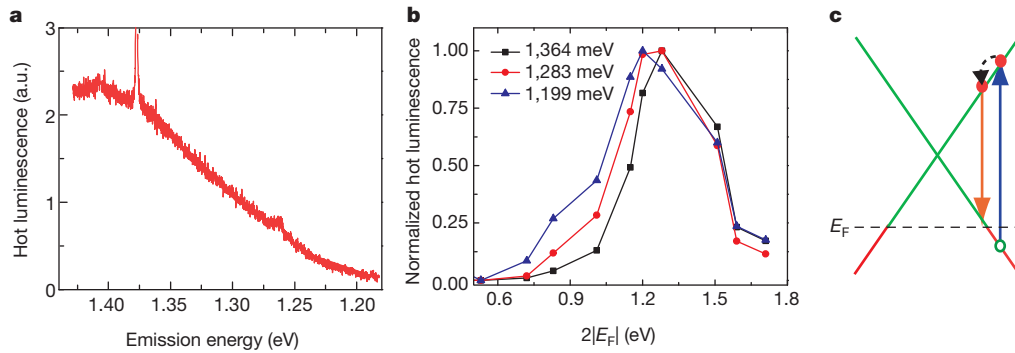 a
3
2
1
0
Hot luminescence (a.u.)
1.40
1.35
1.30
1.25
1.20
Emission energy (eV)
b
1.00
0.75
0.50
0.25
0.00
Normalized hot luminescence
1,364 meV
1,283 meV
1,199 meV
0.6
0.9
1.2
1.5
1.8
2|EF| (eV)
c
EF